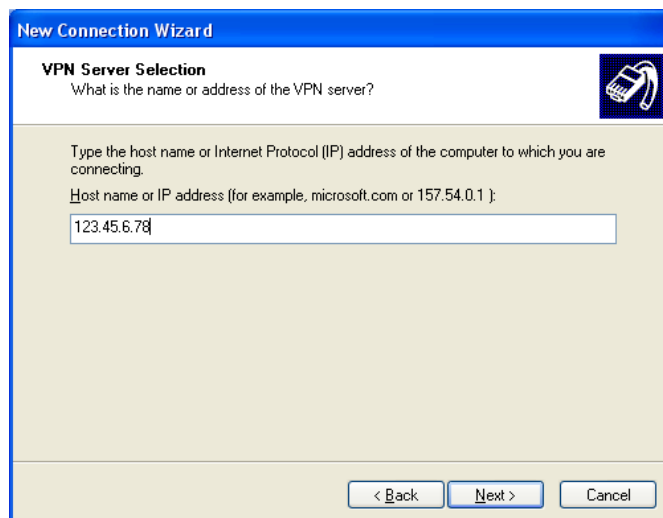 New Connection Wizard
VPN Server Selection
What is the name or address of the VPN server?
Type the host name or Internet Protocol (IP) address of the computer to which you are
connecting.
Host name or IP address (for example, microsoft.com or 157.54.0.1 ):
123.45.6.78
< Back Next > Cancel